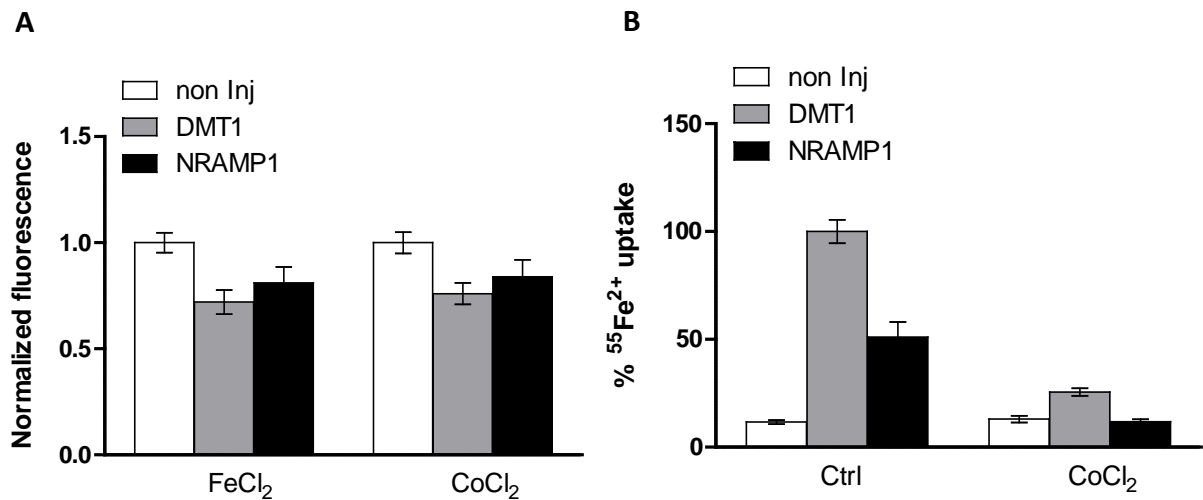 A
non Inj
DMT1
NRAMP1
Normalized fluorescence
1.5
1.0
0.5
0.0
FeCl₂
CoCl₂
B
non Inj
DMT1
NRAMP1
% ⁵⁵Fe²⁺ uptake
150
100
50
0
Ctrl
CoCl₂